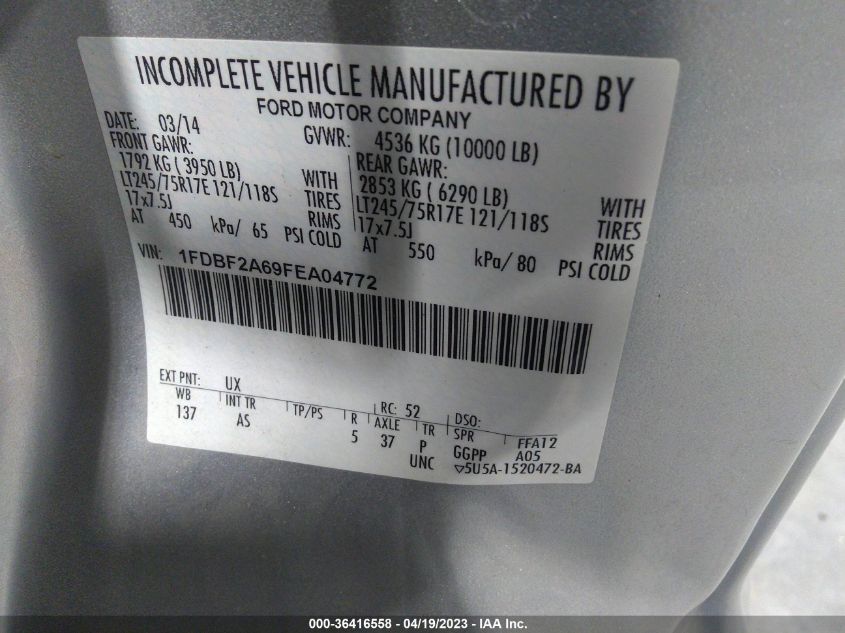 INCOMPLETE VEHICLE MANUFACTURED BY
FORD MOTOR COMPANY
DATE: 03/14 GVWR: 4536 KG (10000 LB)
FRONT GAWR: REAR GAWR:
1792 KG ( 3950 LB) WITH 2853 KG ( 6290 LB) WITH
LT245/75R17E 121/118S TIRES LT245/75R17E 121/118S TIRES
17x7.5J RIMS 17x7.5J RIMS
AT 450 kPa/ 65 PSI COLD AT 550 kPa/ 80 PSI COLD
VIN: 1FDBF2A69FEA04772
EXT PNT: UX RC: 52 DSO:
WB INT TR TP/PS R AXLE TR SPR FFA12
137 AS 5 37 P GGPP A05
UNC ▽5U5A-1520472-BA
000-36416558 - 04/19/2023 - IAA Inc.